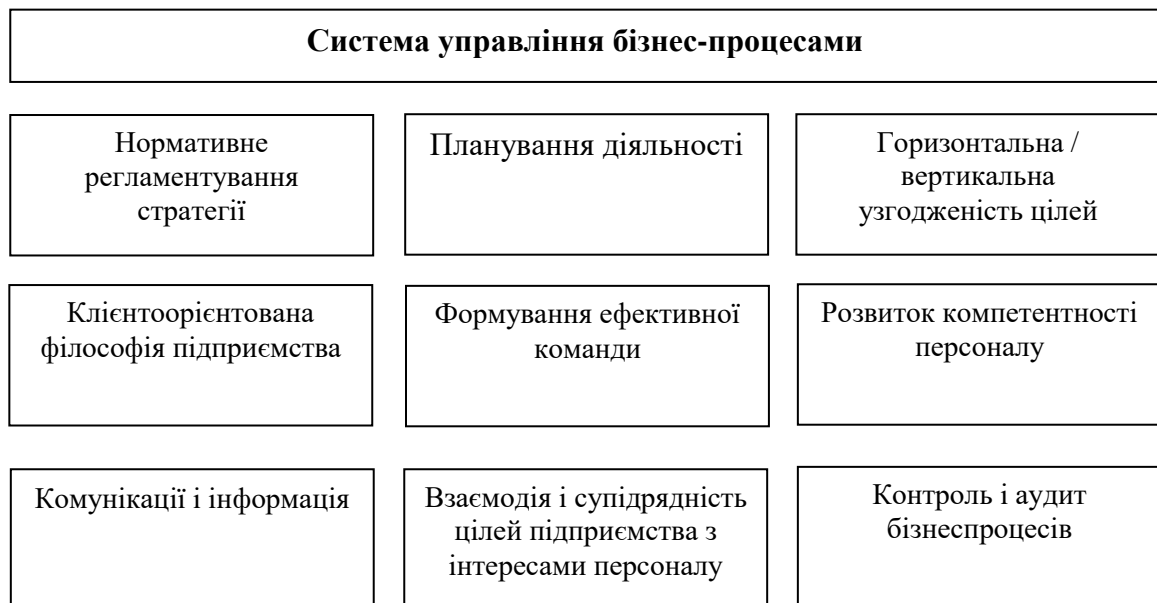 Система управління бізнес-процесами
Нормативне
регламентування
стратегії
Планування діяльності
Горизонтальна /
вертикальна
узгодженість цілей
Клієнтоорієнтована
філософія підприємства
Формування ефективної
команди
Розвиток компетентності
персоналу
Комунікації і інформація
Взаємодія і супідрядність
цілей підприємства з
інтересами персоналу
Контроль і аудит
бізнеспроцесів